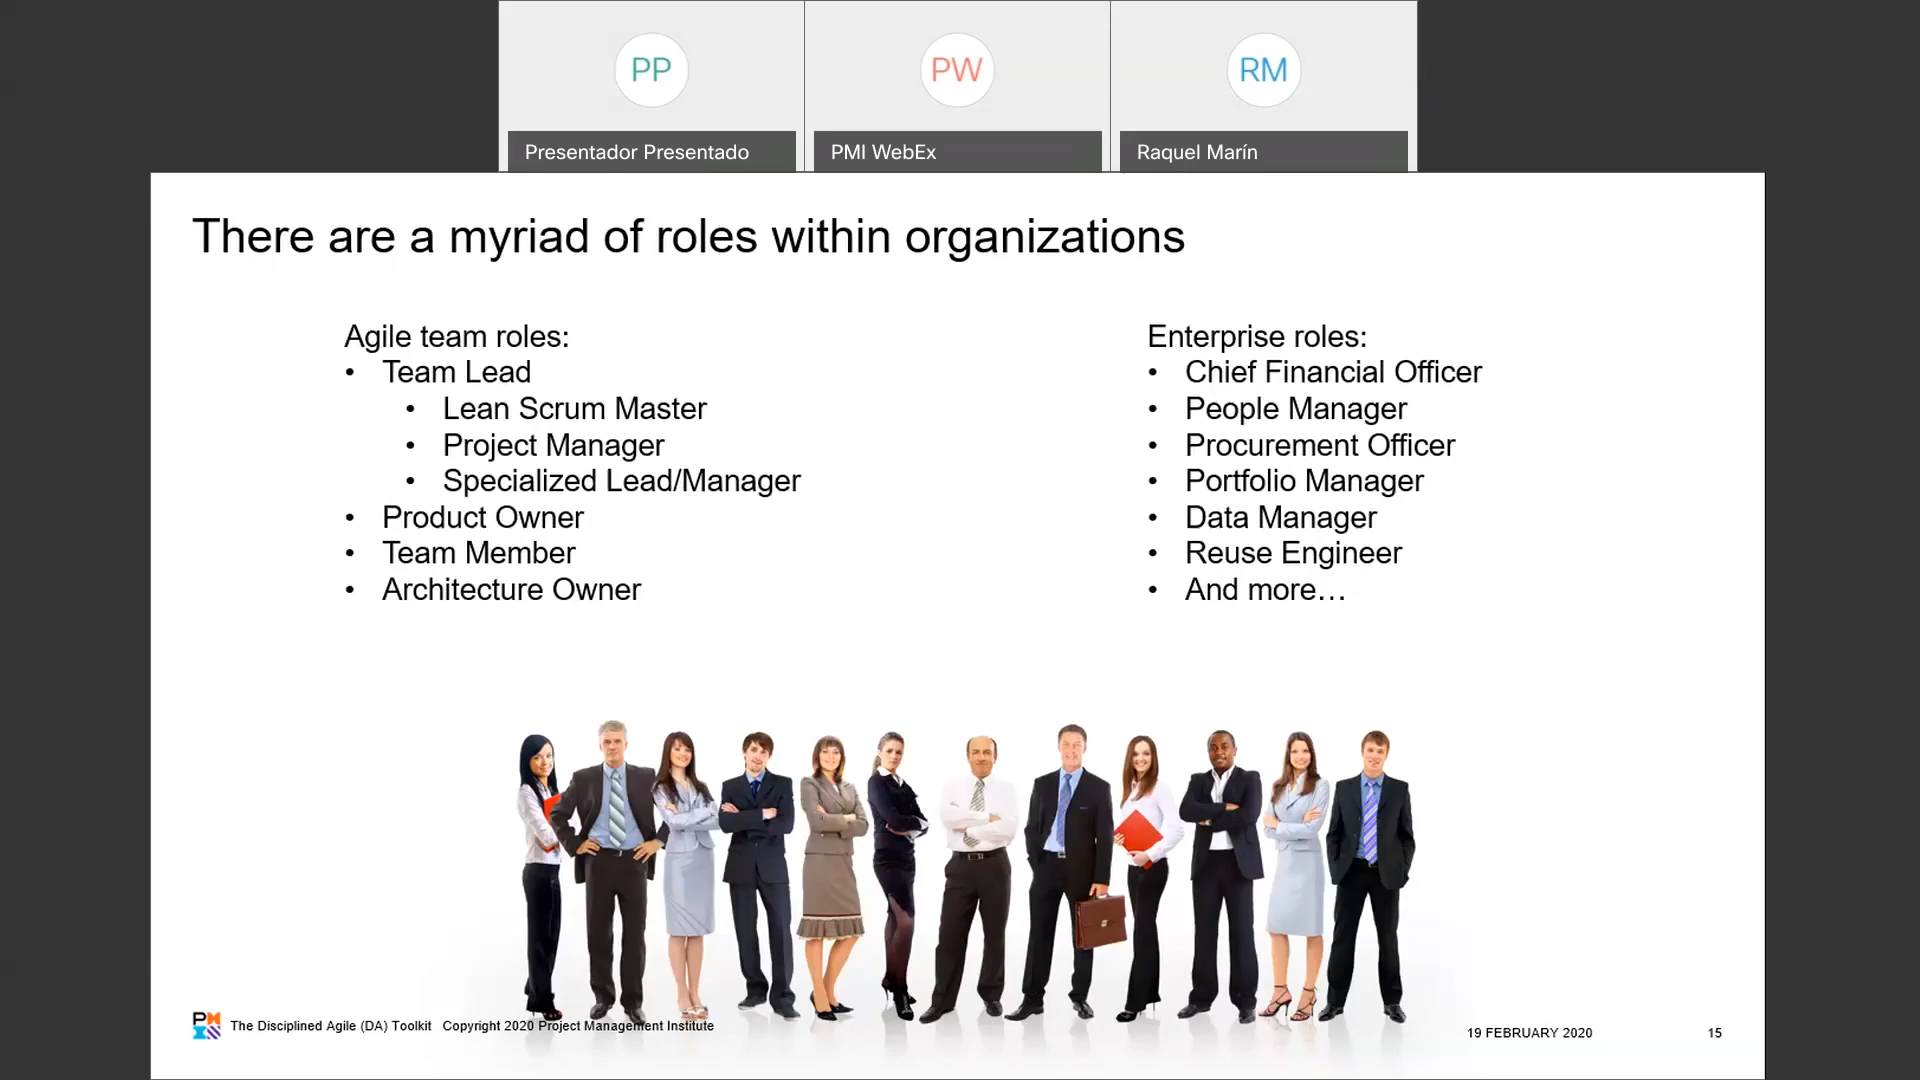 PP
PW
RM
Presentador Presentado
PMI WebEx
Raquel Marín
There are a myriad of roles within organizations
Agile team roles:
• Team Lead
• Lean Scrum Master
• Project Manager
• Specialized Lead/Manager
• Product Owner
• Team Member
• Architecture Owner
Enterprise roles:
• Chief Financial Officer
• People Manager
• Procurement Officer
• Portfolio Manager
• Data Manager
• Reuse Engineer
• And more…
The Disciplined Agile (DA) Toolkit Copyright 2020 Project Management Institute
19 FEBRUARY 2020
15